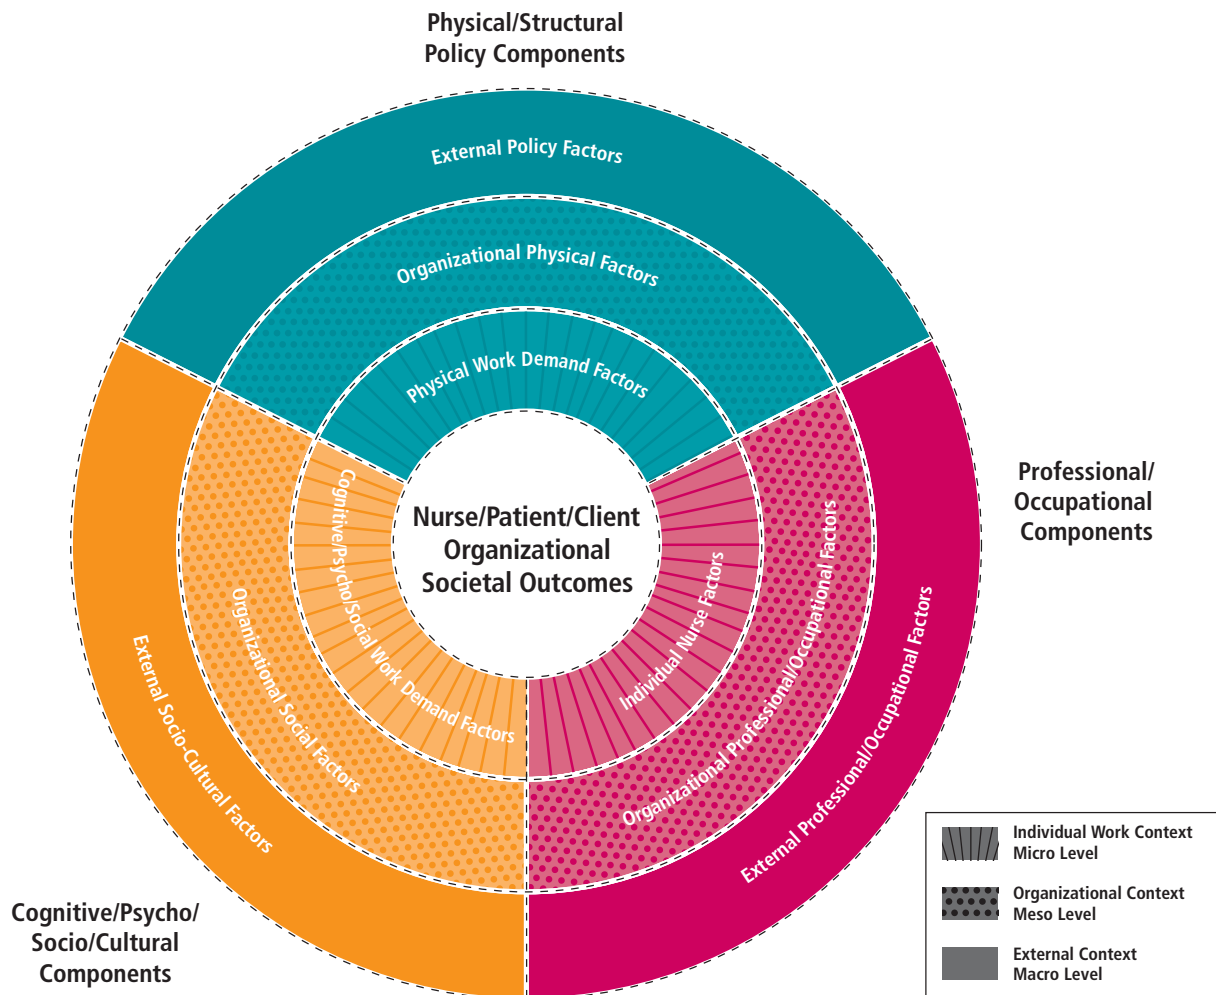 Physical/Structural
Policy Components
External Policy Factors
Organizational Physical Factors
Physical Work Demand Factors
Nurse/Patient/Client
Organizational
Societal Outcomes
Cognitive/Psycho/Social Work Demand Factors
Organizational Social Factors
External Socio-Cultural Factors
Individual Nurse Factors
Organizational Professional/Occupational Factors
External Professional/Occupational Factors
Professional/
Occupational
Components
Cognitive/Psycho/
Socio/Cultural
Components
Individual Work Context
Micro Level
Organizational Context
Meso Level
External Context
Macro Level